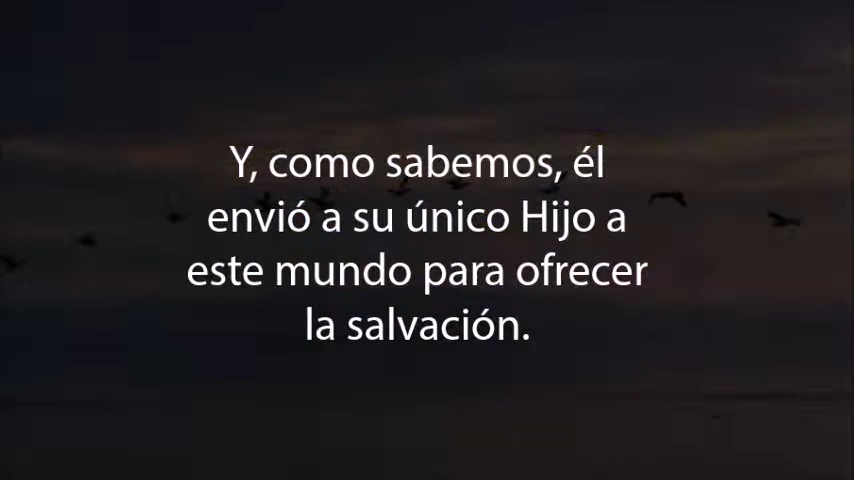 Y, como sabemos, él
envió a su único Hijo a
este mundo para ofrecer
la salvación.